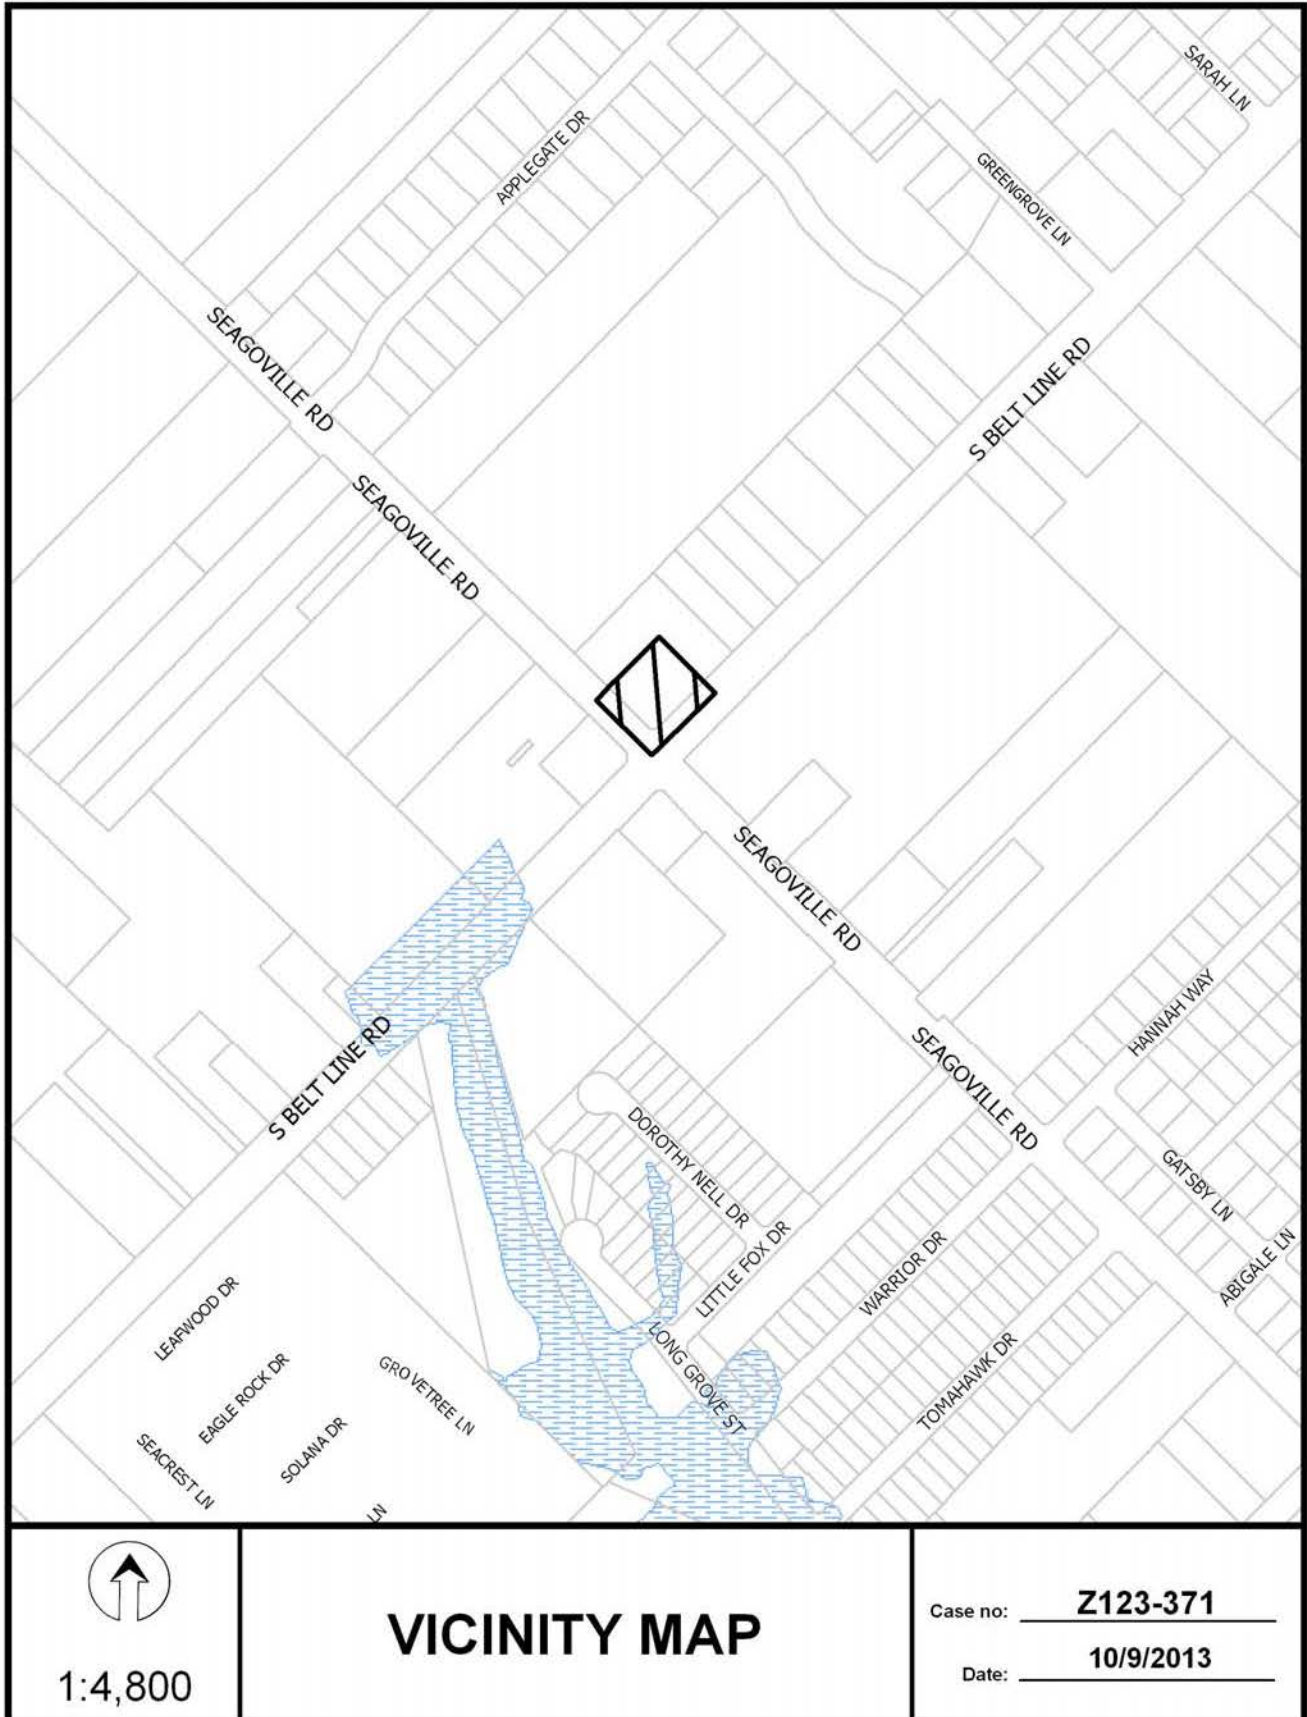 SARAH LN
APPLEGATE DR
GREENGROVE LN
SEAGOVILLE RD
S BELT LINE RD
SEAGOVILLE RD
SEAGOVILLE RD
HANNAH WAY
SEAGOVILLE RD
S BELT LINE RD
DOROTHY NELL DR
GATSBY LN
LITTLE FOX DR
WARRIOR DR
ABIGALE LN
LEAFWOOD DR
LONG GROVE ST
TOMAHAWK DR
EAGLE ROCK DR
GROVETREE LN
SOLANA DR
SEACREST LN
LN
1:4,800
VICINITY MAP
Case no: Z123-371
Date: 10/9/2013